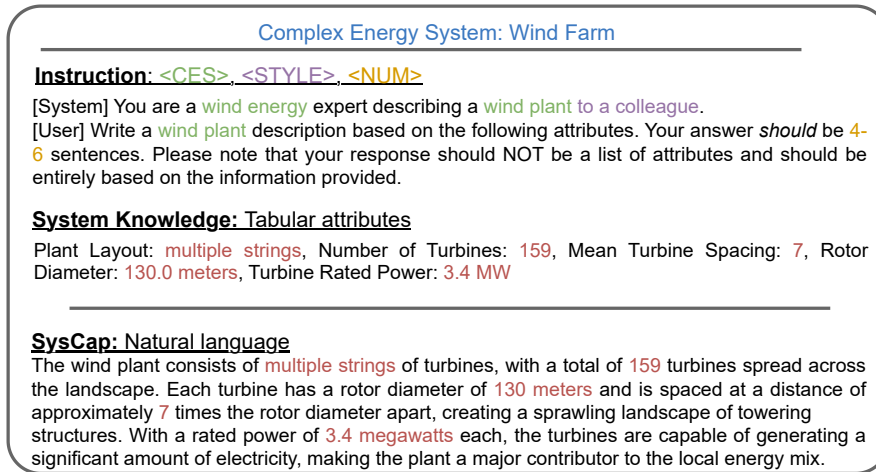 Complex Energy System: Wind Farm
Instruction: <CES>, <STYLE>, <NUM>
[System] You are a wind energy expert describing a wind plant to a colleague.
[User] Write a wind plant description based on the following attributes. Your answer should be 4-
6 sentences. Please note that your response should NOT be a list of attributes and should be
entirely based on the information provided.
System Knowledge: Tabular attributes
Plant Layout: multiple strings, Number of Turbines: 159, Mean Turbine Spacing: 7, Rotor
Diameter: 130.0 meters, Turbine Rated Power: 3.4 MW
SysCap: Natural language
The wind plant consists of multiple strings of turbines, with a total of 159 turbines spread across
the landscape. Each turbine has a rotor diameter of 130 meters and is spaced at a distance of
approximately 7 times the rotor diameter apart, creating a sprawling landscape of towering
structures. With a rated power of 3.4 megawatts each, the turbines are capable of generating a
significant amount of electricity, making the plant a major contributor to the local energy mix.